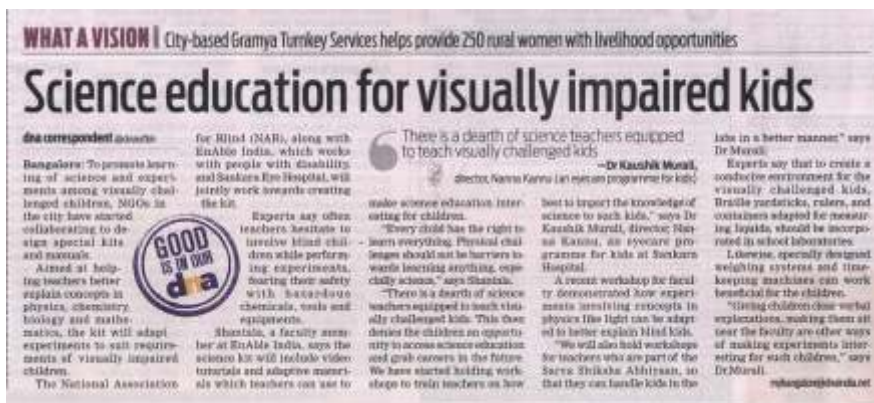 WHAT A VISION | City-based Gramya Turnkey Services helps provide 250 rural women with livelihood opportunities
Science education for visually impaired kids
dna correspondent
Bangalore: To promote learn-
ing of science and experi-
ments among visually chal-
lenged children, NGOs in
the city have started
collaborating to de-
sign special kits
and manuals.
Aimed at help-
ing teachers better
explain concepts in
physics, chemistry,
biology and mathe-
matics, the kit will adapt
experiments to suit require-
ments of visually impaired
children.
The National Association
for Blind (NAB), along with
EnAble India, which works
with people with disability,
and Sankara Eye Hospital, will
jointly work towards creating
the kit.
Experts say often
teachers hesitate to
involve blind chil-
dren while perform-
ing experiments,
fearing their safety
with hazardous
chemicals, tools and
equipments.
Shantala, a faculty mem-
ber at EnAble India, says the
science kit will include video
tutorials and adaptive materi-
als which teachers can use to
GOOD
IS IN OUR
dna
There is a dearth of science teachers equipped
to teach visually challenged kids
—Dr Kaushik Murali,
director, Nanna Kannu (an eyecare programme for kids)
make science education inter-
esting for children.
"Every child has the right to
learn everything. Physical chal-
lenges should not be barriers to-
wards learning anything, espe-
cially science," says Shantala.
"There is a dearth of science
teachers equipped to teach visu-
ally challenged kids. This then
denies the children an opportu-
nity to access science education
and grab careers in the future.
We have started holding work-
shops to train teachers on how
best to impart the knowledge of
science to such kids," says Dr
Kaushik Murali, director, Nan-
na Kannu, an eyecare pro-
gramme for kids at Sankara
Hospital.
A recent workshop for facul
ty demonstrated how experi-
ments involving concepts in
physics like light can be adapt-
ed to better explain blind kids.
"We will also hold workshops
for teachers who are part of the
Sarva Shiksha Abhiyaan, so
that they can handle kids in the
labs in a better manner," says
Dr Murali.
Experts say that to create a
conducive environment for the
visually challenged kids,
Braille yardsticks, rulers, and
containers adapted for measur-
ing liquids, should be incorpo-
rated in school laboratories.
Likewise, specially designed
weighing systems and time-
keeping machines can work
beneficial for the children.
"Giving children clear verbal
explanations, making them sit
near the faculty are other ways
of making experiments inter-
esting for such children," says
Dr Murali.